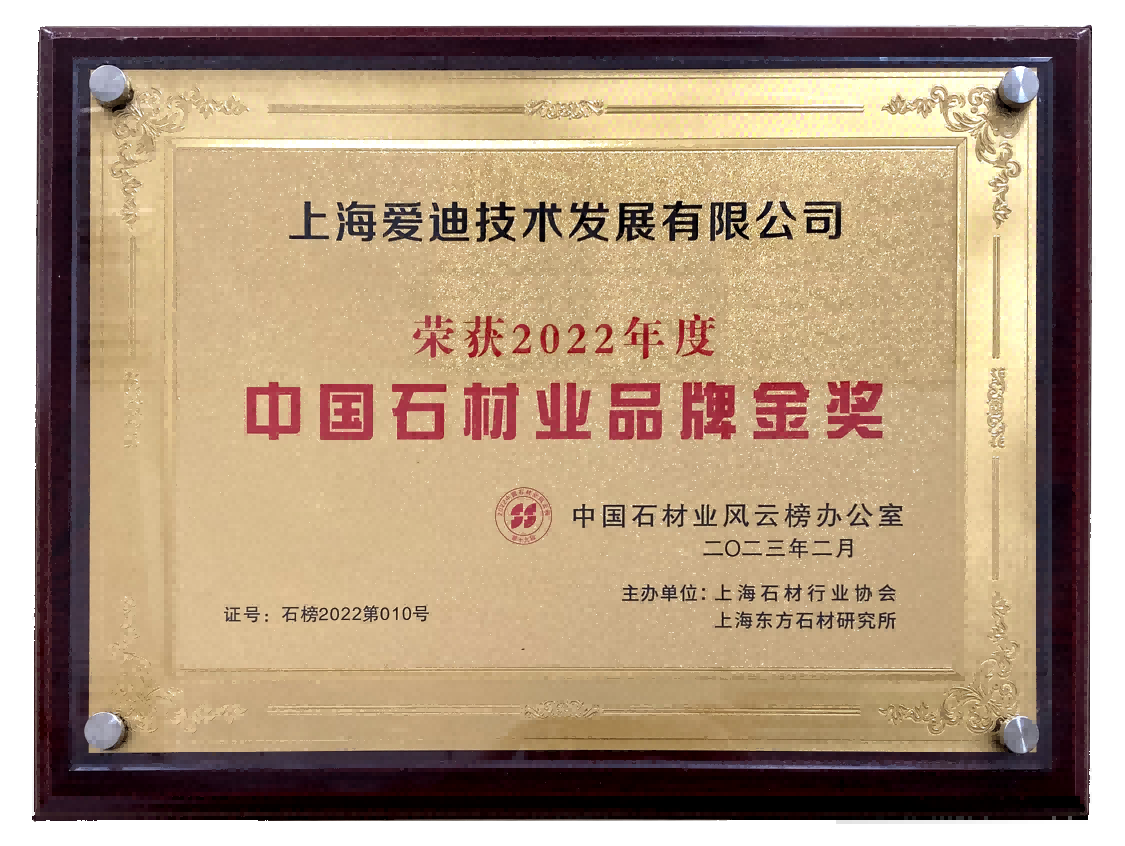 上海爱迪技术发展有限公司
荣获2022年度
中国石材业品牌金奖
中国石材业风云榜办公室
二〇二三年二月
主办单位：上海石材行业协会
上海东方石材研究所
证号：石榜2022第010号